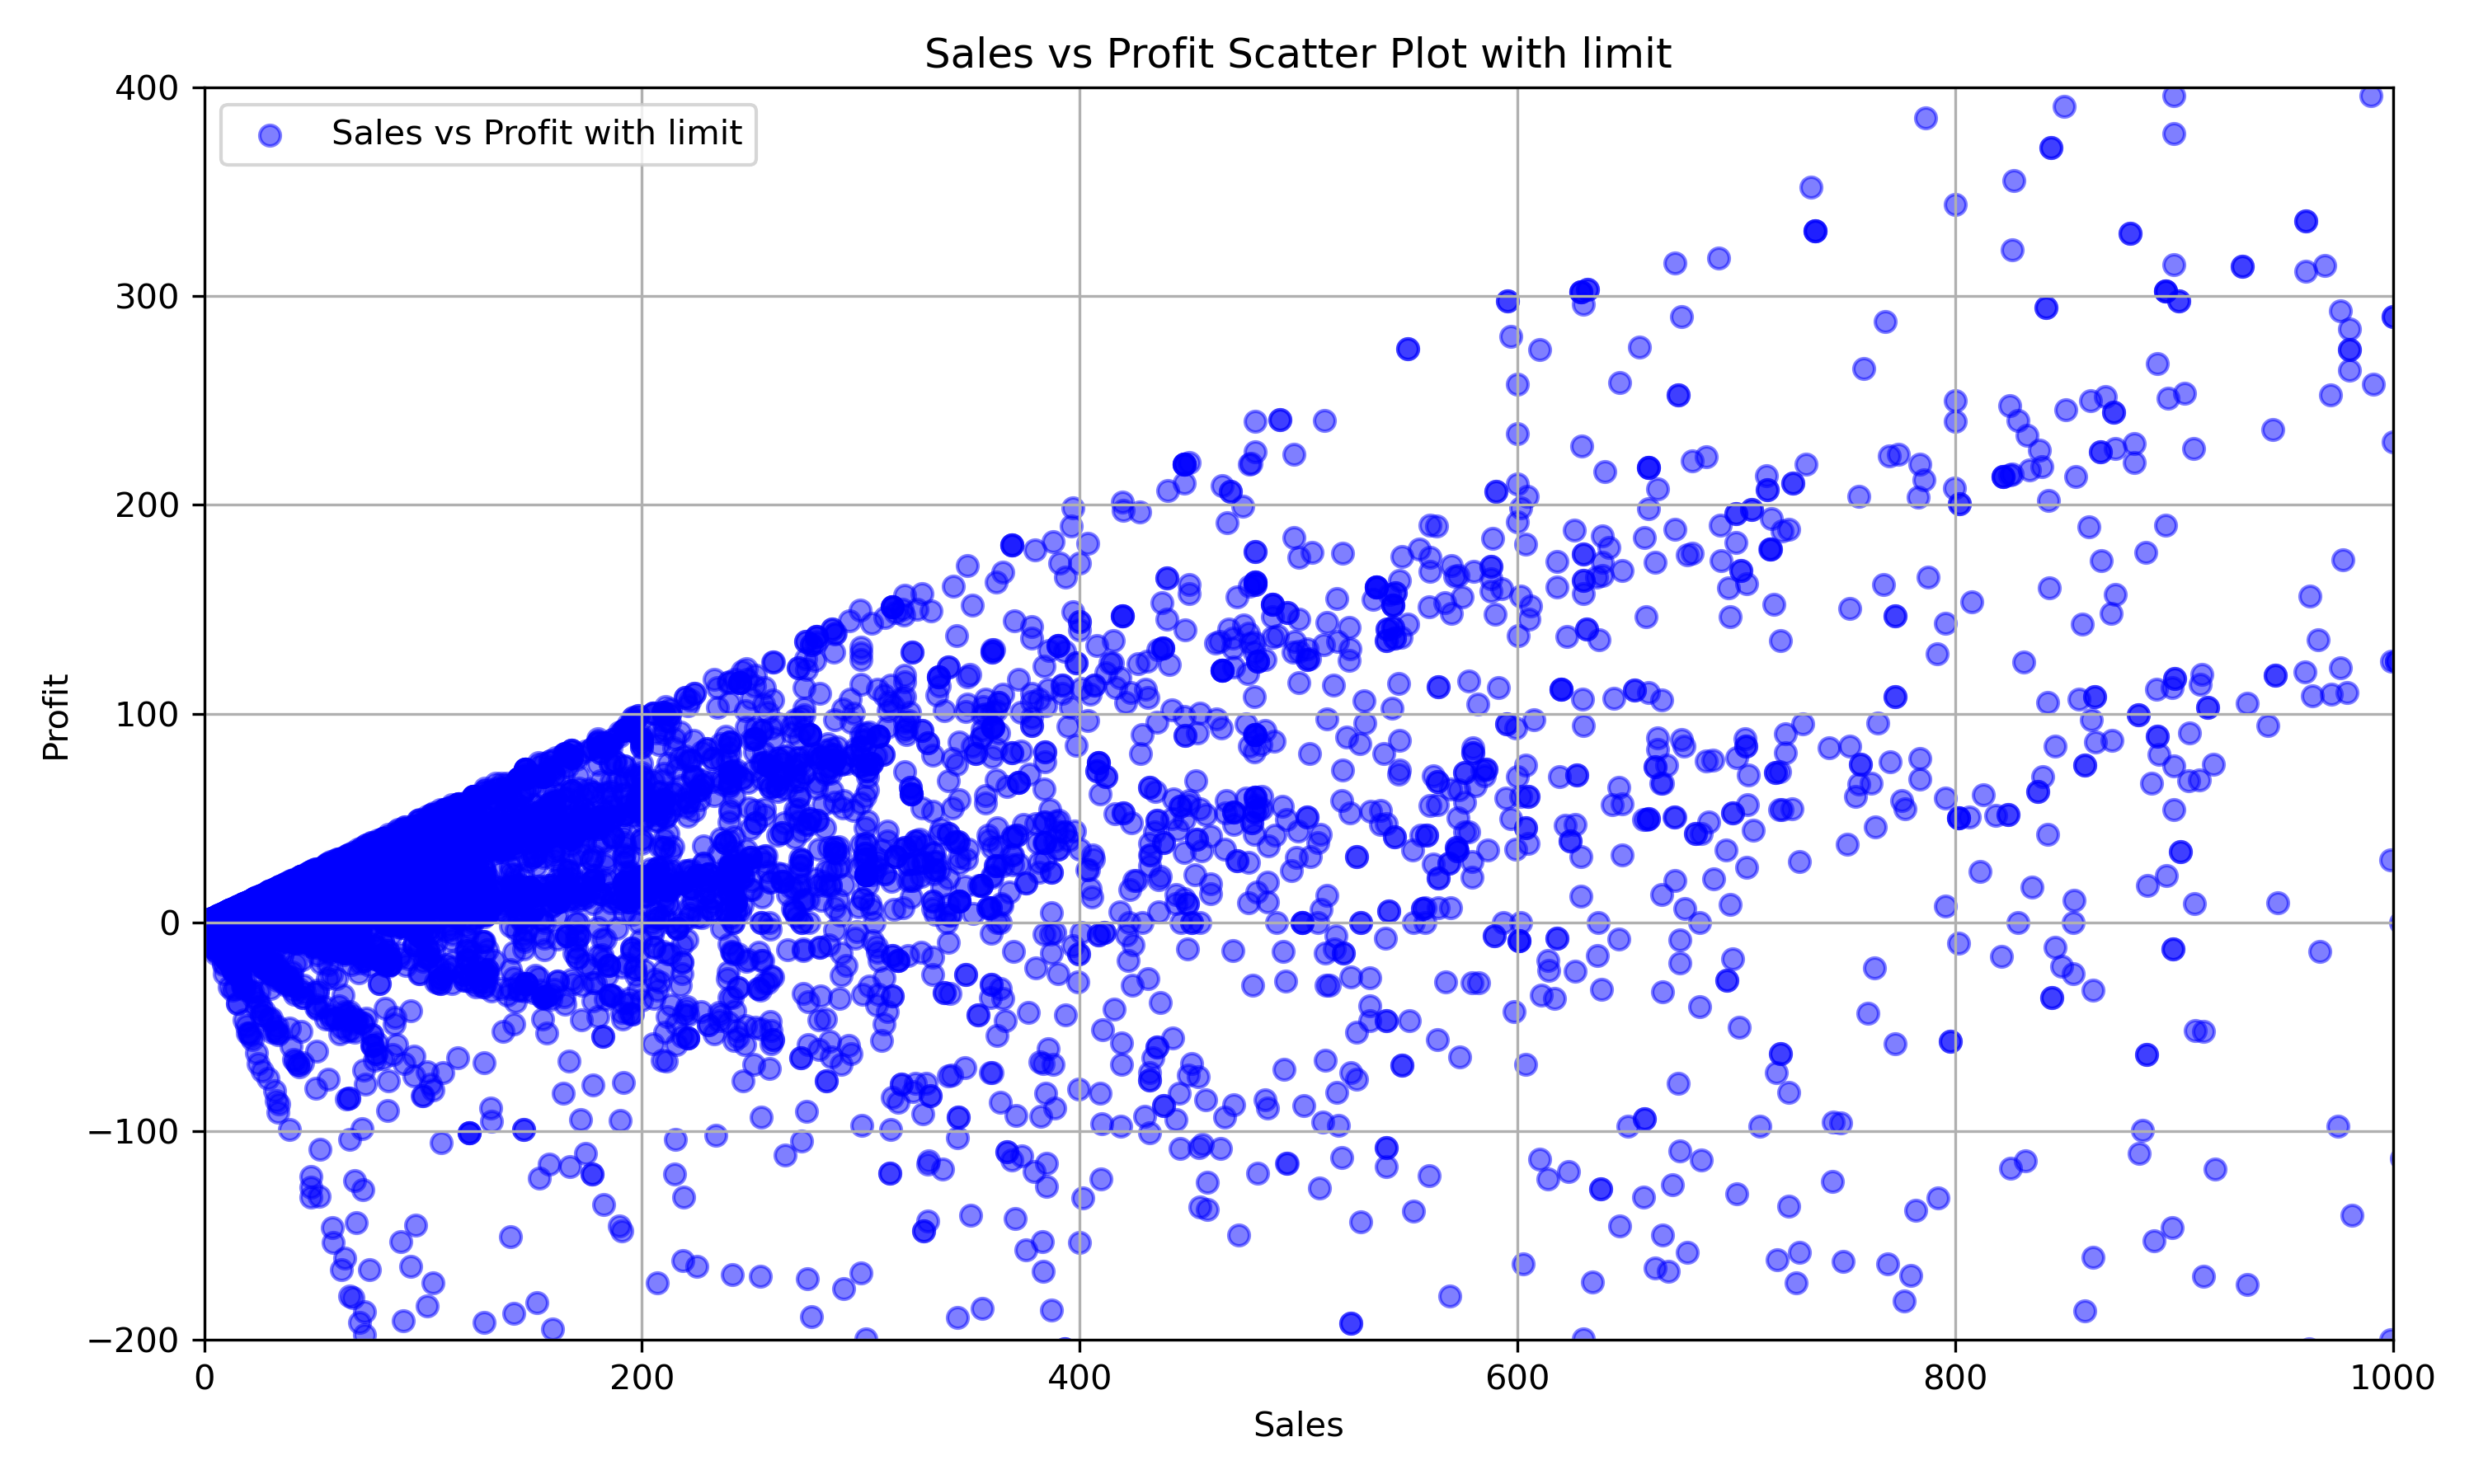 Sales vs Profit Scatter Plot with limit
Sales vs Profit with limit
400
300
200
100
0
−100
−200
Profit
0 200 400 600 800 1000
Sales